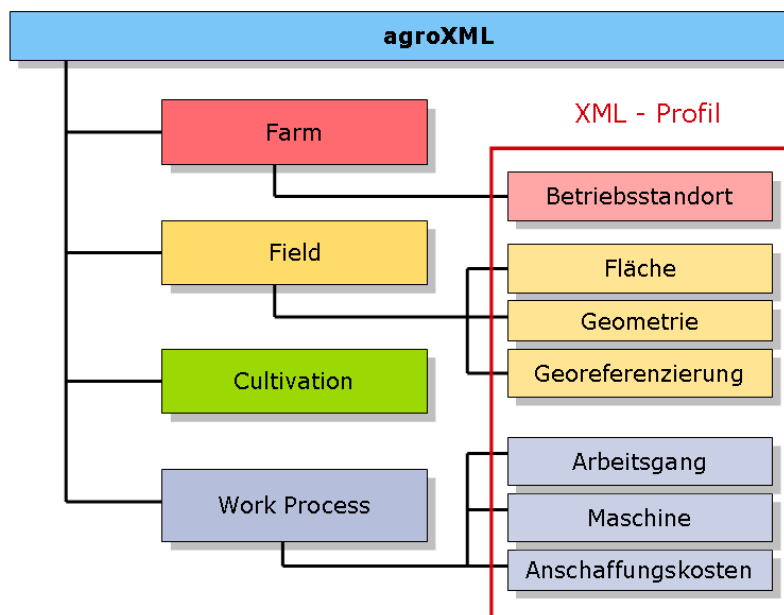 agroXML
XML - Profil
Farm
Betriebsstandort
Field
Fläche
Geometrie
Georeferenzierung
Cultivation
Work Process
Arbeitsgang
Maschine
Anschaffungskosten